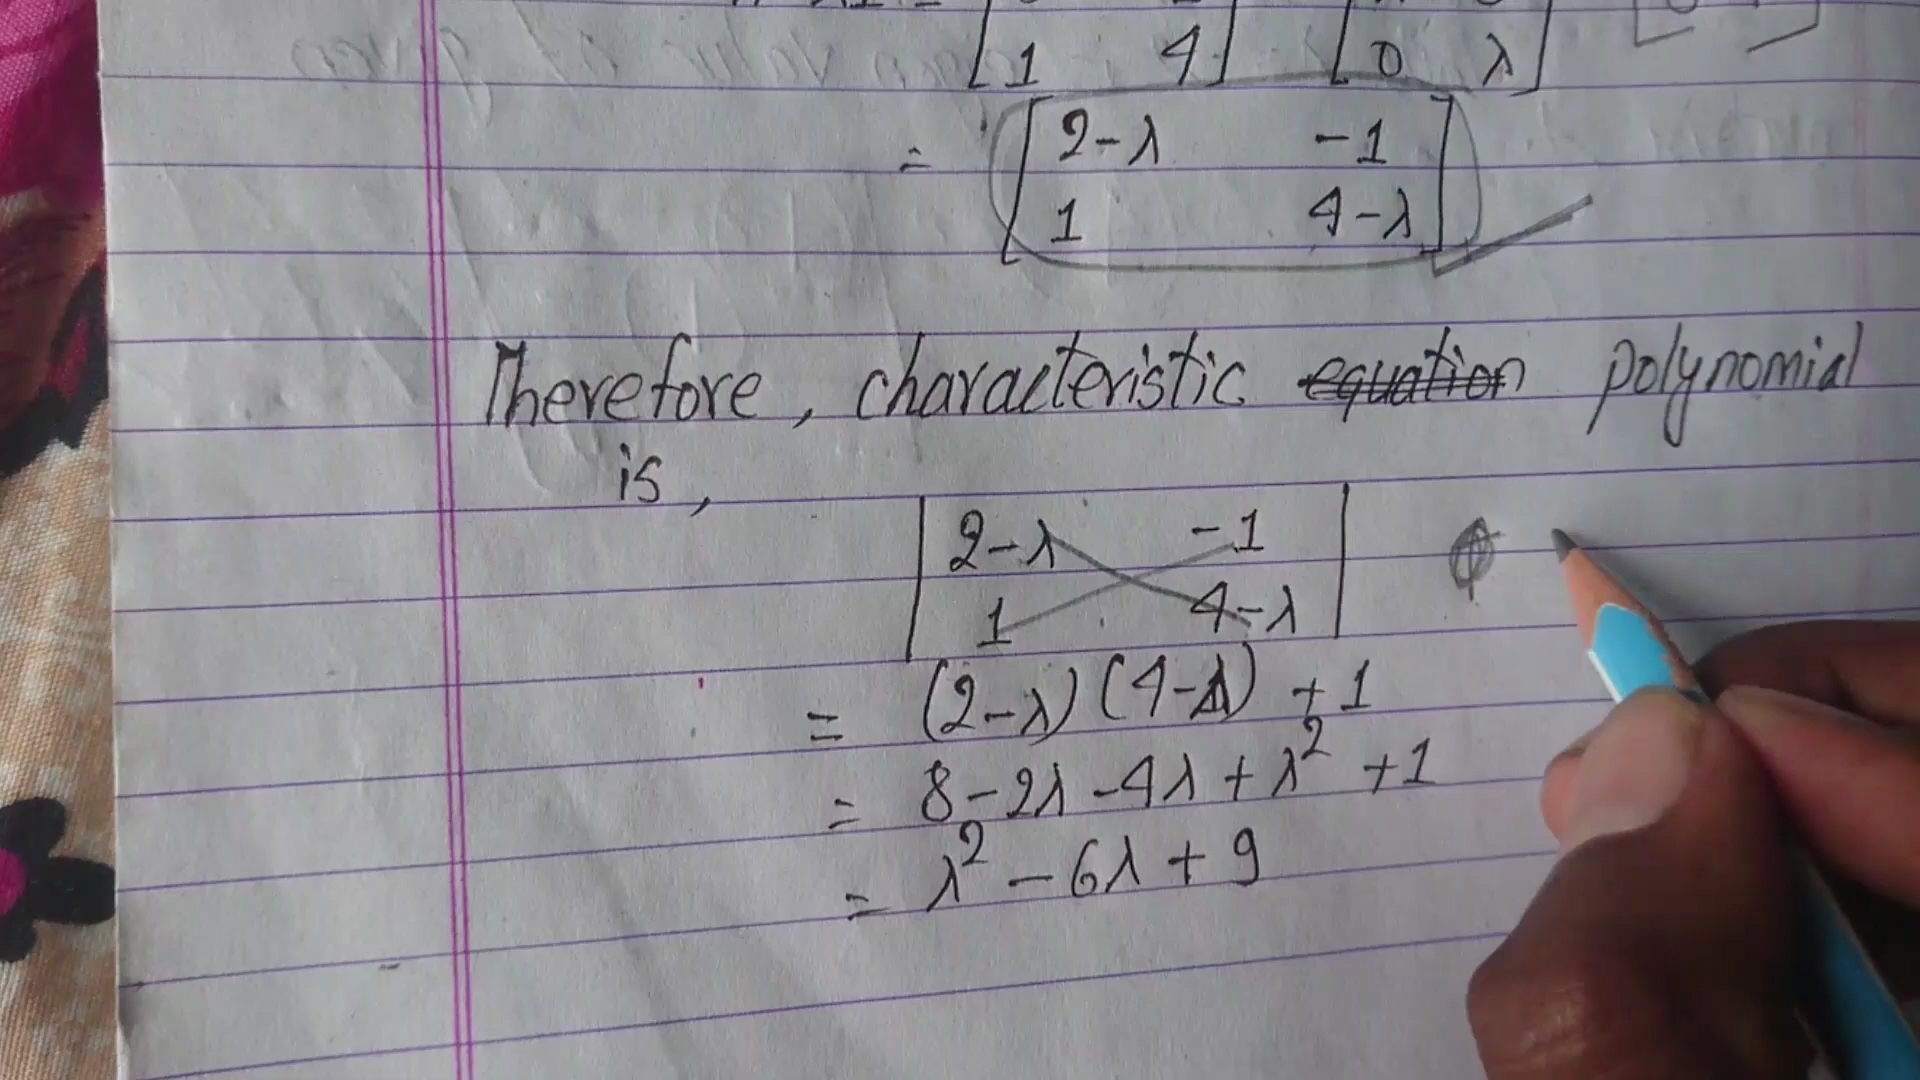 [1 4] [0 λ]
= [2-λ -1
1 4-λ]
Therefore, characteristic equation polynomial
is,
|2-λ -1|
|1 4-λ|
= (2-λ) (4-λ) + 1
= 8 - 2λ - 4λ + λ² + 1
= λ² - 6λ + 9